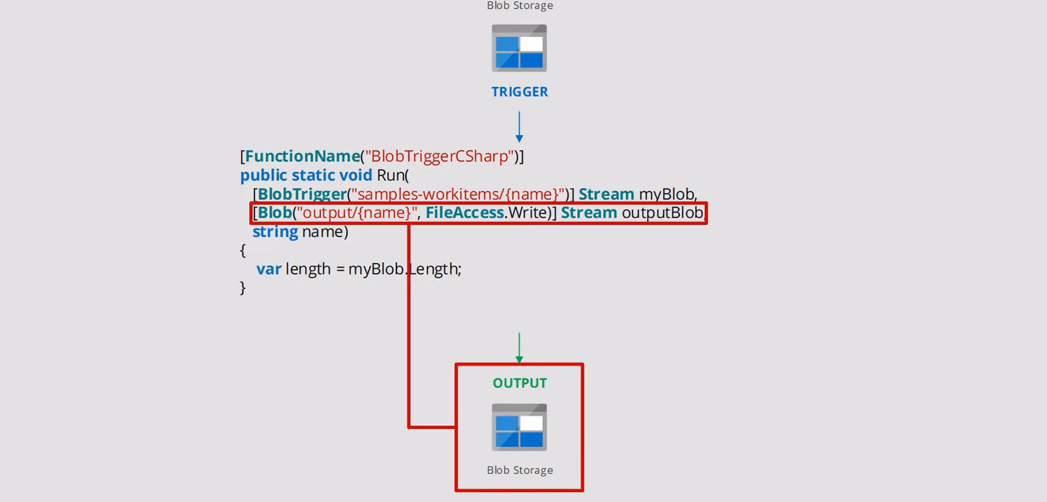 Blob Storage
TRIGGER
[FunctionName("BlobTriggerCSharp")]
public static void Run(
[BlobTrigger("samples-workitems/{name}")] Stream myBlob,
[Blob("output/{name}", FileAccess.Write)] Stream outputBlob
string name)
{
var length = myBlob.Length;
}
OUTPUT
Blob Storage